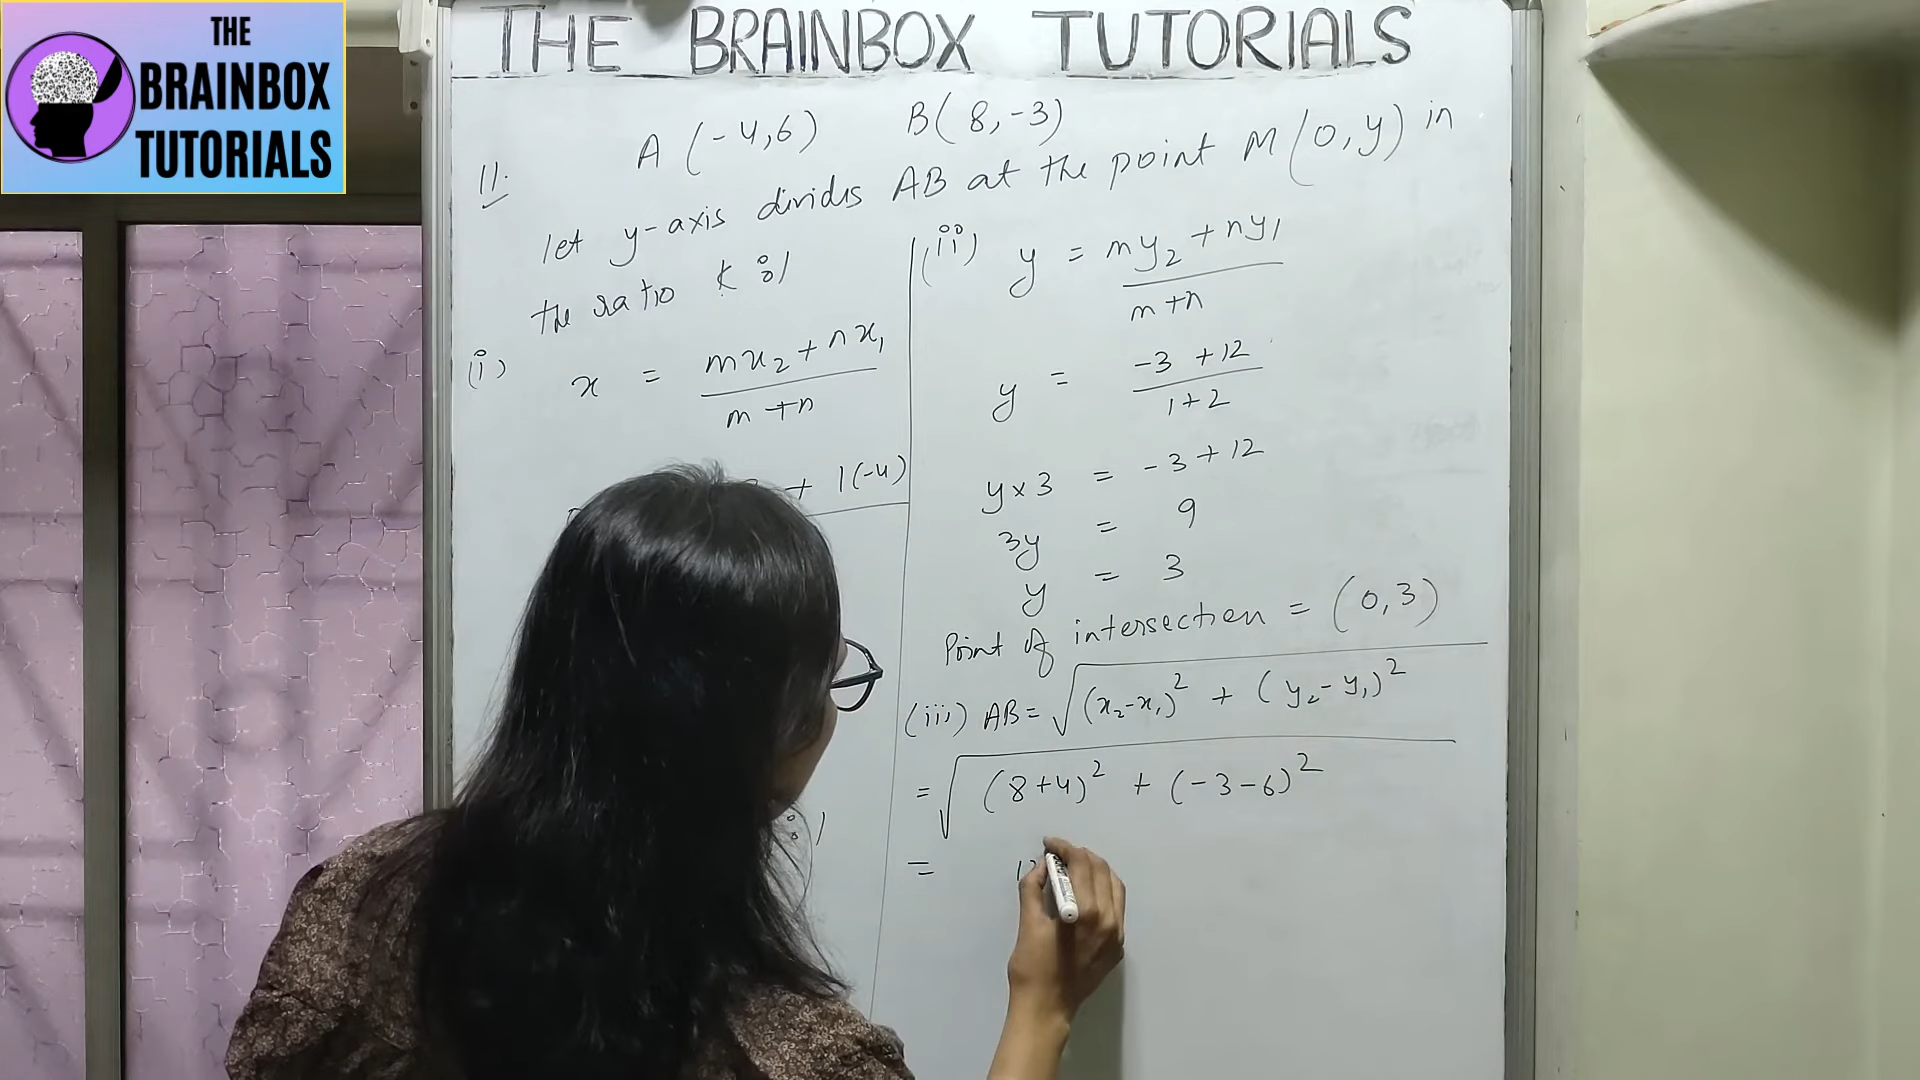 THE
BRAINBOX
TUTORIALS
THE BRAINBOX TUTORIALS
11. A (-4,6) B(8,-3)
let y-axis divides AB at the point M(0,y) in
the ratio k:1
(i) x = mx₂+nx₁
m+n
+ 1(-4)
:1
(ii) y = my₂+ny₁
m+n
y = -3+12
1+2
y×3 = -3+12
3y = 9
y = 3
Point of intersection = (0,3)
(iii) AB= √(x₂-x₁)² + (y₂-y₁)²
= √(8+4)² + (-3-6)²
=